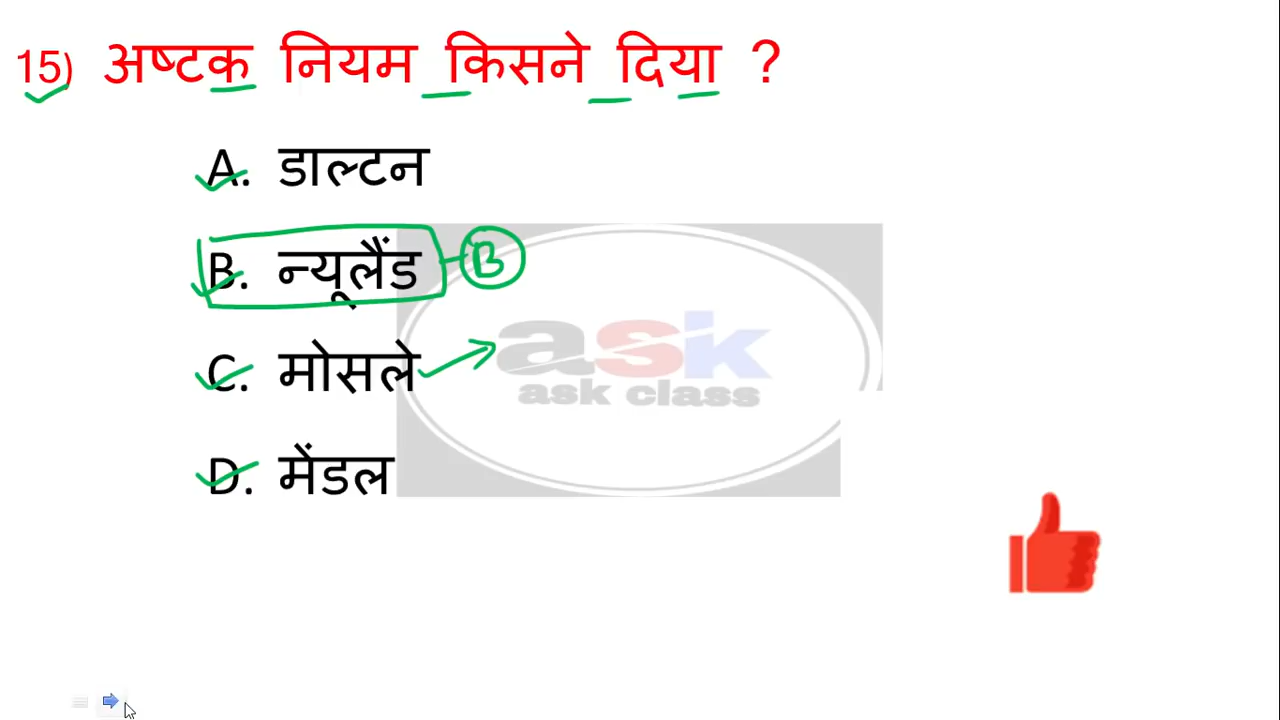 15) अष्टक नियम किसने दिया ?
A. डाल्टन
B. न्यूलैंड B
C. मोसले
D. मेंडल
ask
ask class